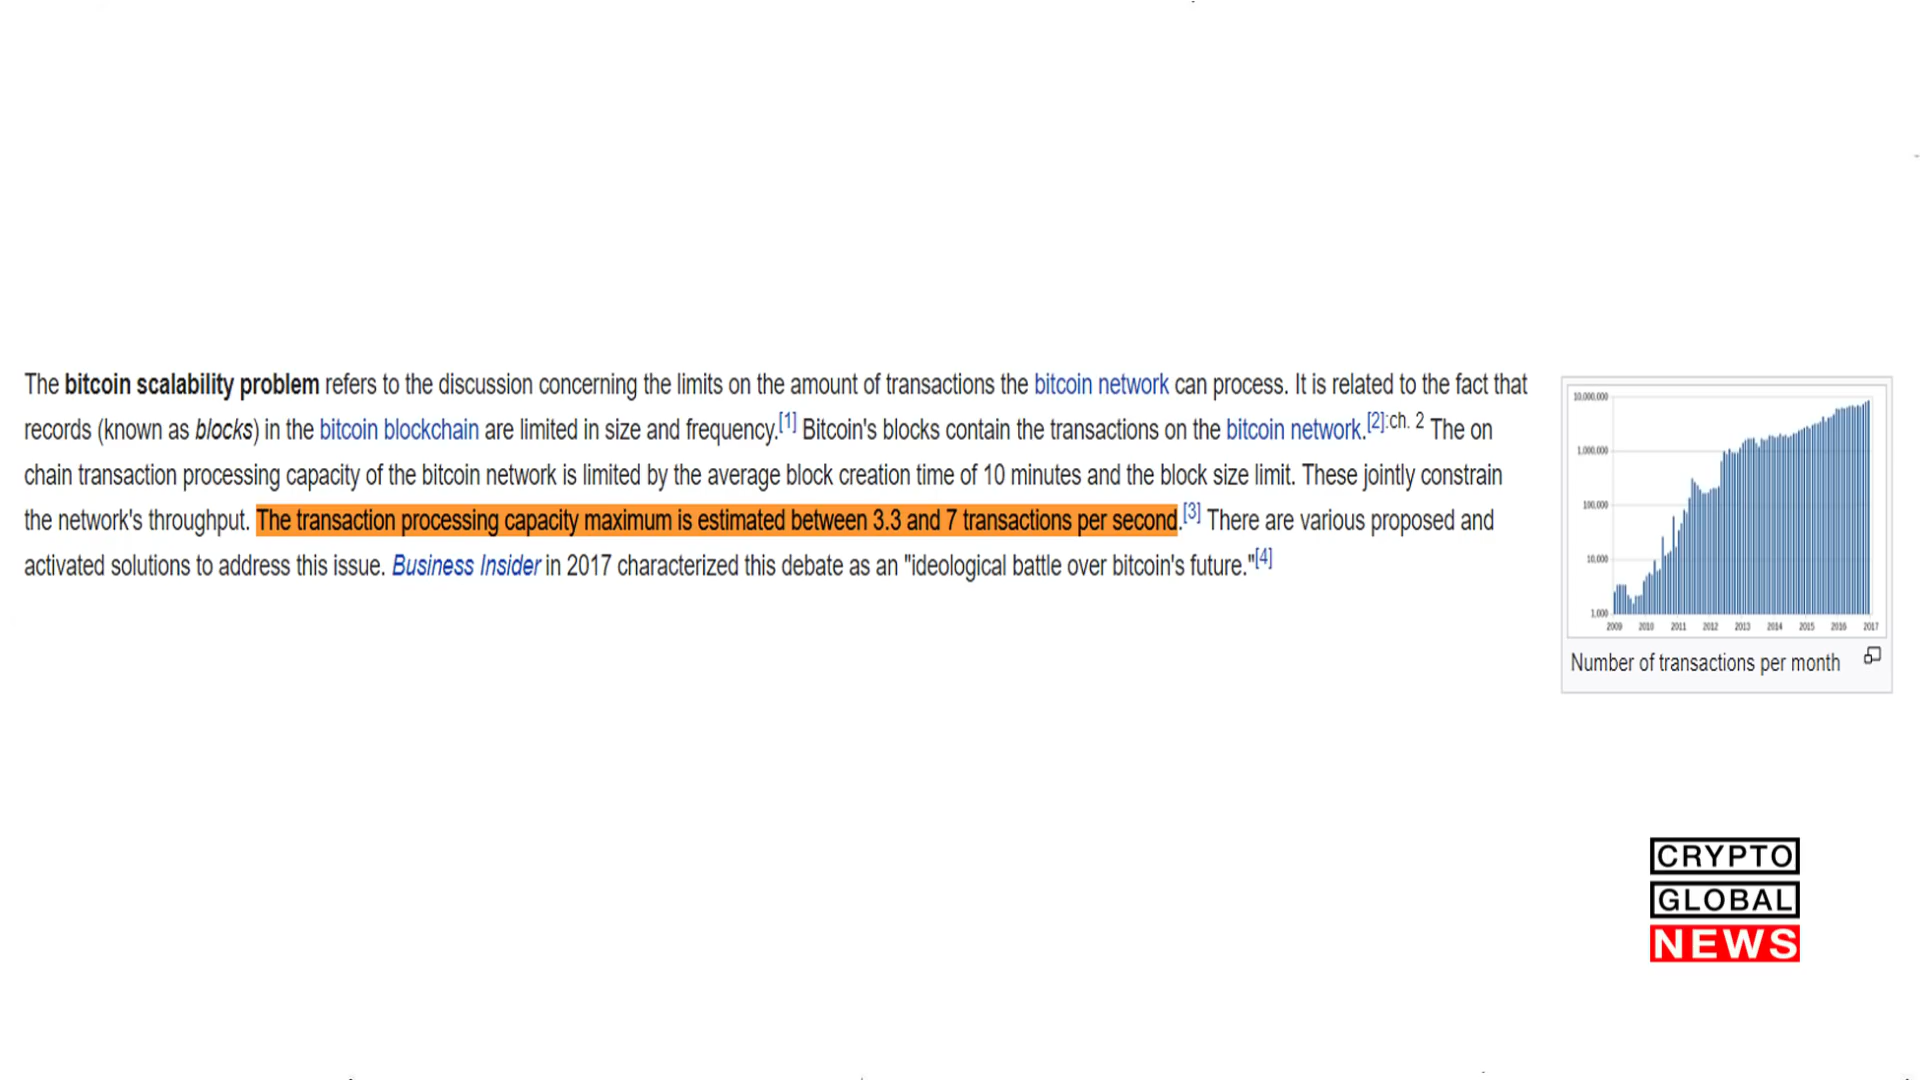 The bitcoin scalability problem refers to the discussion concerning the limits on the amount of transactions the bitcoin network can process. It is related to the fact that
records (known as blocks) in the bitcoin blockchain are limited in size and frequency.[1] Bitcoin's blocks contain the transactions on the bitcoin network.[2]:ch. 2 The on
chain transaction processing capacity of the bitcoin network is limited by the average block creation time of 10 minutes and the block size limit. These jointly constrain
the network's throughput. The transaction processing capacity maximum is estimated between 3.3 and 7 transactions per second.[3] There are various proposed and
activated solutions to address this issue. Business Insider in 2017 characterized this debate as an "ideological battle over bitcoin's future."[4]
10,000,000
1,000,000
100,000
10,000
1,000
2009 2010 2011 2012 2013 2014 2015 2016 2017
Number of transactions per month
CRYPTO
GLOBAL
NEWS